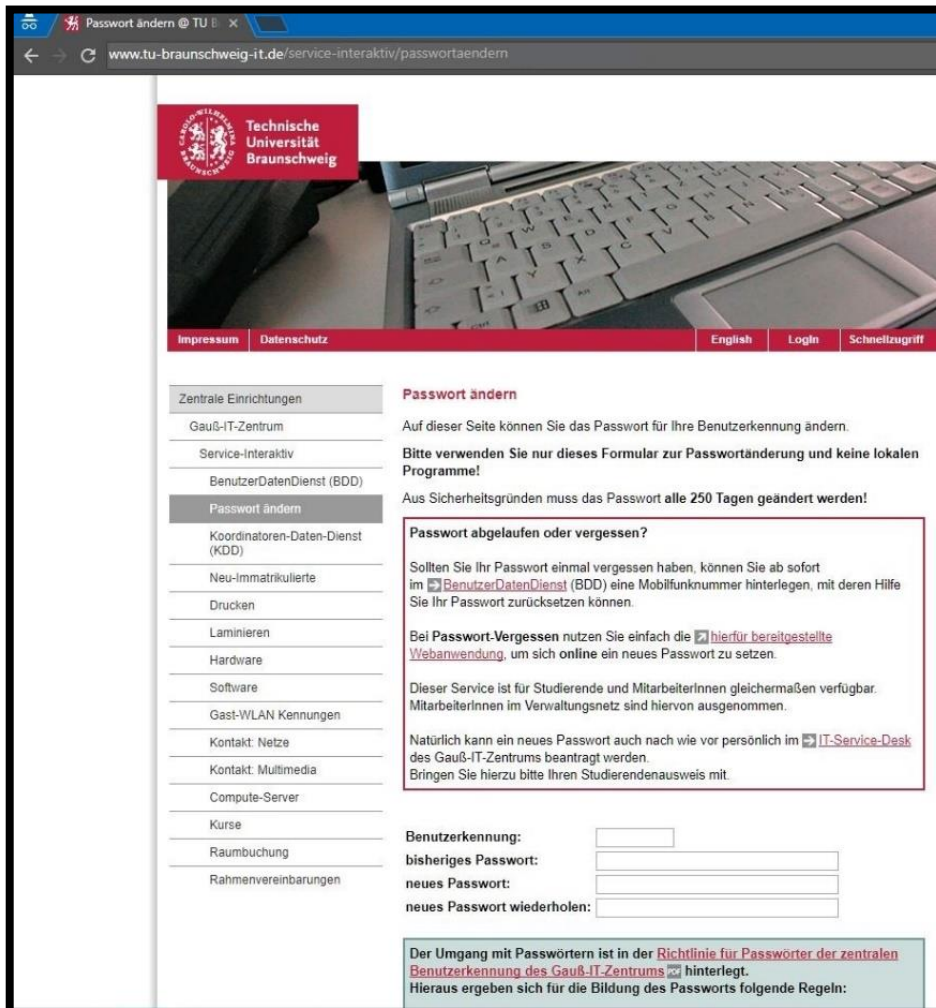 Passwort ändern @ TU B
www.tu-braunschweig-it.de/service-interaktiv/passwortaendern
CAROLO-WILHELMINA
BRAUNSCHWEIG
Technische
Universität
Braunschweig
Impressum
Datenschutz
English
LogIn
Schnellzugriff
Zentrale Einrichtungen
Gauß-IT-Zentrum
Service-Interaktiv
BenutzerDatenDienst (BDD)
Passwort ändern
Koordinatoren-Daten-Dienst
(KDD)
Neu-Immatrikulierte
Drucken
Laminieren
Hardware
Software
Gast-WLAN Kennungen
Kontakt: Netze
Kontakt: Multimedia
Compute-Server
Kurse
Raumbuchung
Rahmenvereinbarungen
Passwort ändern
Auf dieser Seite können Sie das Passwort für Ihre Benutzerkennung ändern.
Bitte verwenden Sie nur dieses Formular zur Passwortänderung und keine lokalen
Programme!
Aus Sicherheitsgründen muss das Passwort alle 250 Tagen geändert werden!
Passwort abgelaufen oder vergessen?
Sollten Sie Ihr Passwort einmal vergessen haben, können Sie ab sofort
im BenutzerDatenDienst (BDD) eine Mobilfunknummer hinterlegen, mit deren Hilfe
Sie Ihr Passwort zurücksetzen können.
Bei Passwort-Vergessen nutzen Sie einfach die hierfür bereitgestellte
Webanwendung, um sich online ein neues Passwort zu setzen.
Dieser Service ist für Studierende und MitarbeiterInnen gleichermaßen verfügbar.
MitarbeiterInnen im Verwaltungsnetz sind hiervon ausgenommen.
Natürlich kann ein neues Passwort auch nach wie vor persönlich im IT-Service-Desk
des Gauß-IT-Zentrums beantragt werden.
Bringen Sie hierzu bitte Ihren Studierendenausweis mit.
Benutzerkennung:
bisheriges Passwort:
neues Passwort:
neues Passwort wiederholen:
Der Umgang mit Passwörtern ist in der Richtlinie für Passwörter der zentralen
Benutzerkennung des Gauß-IT-Zentrums PDF hinterlegt.
Hieraus ergeben sich für die Bildung des Passworts folgende Regeln: